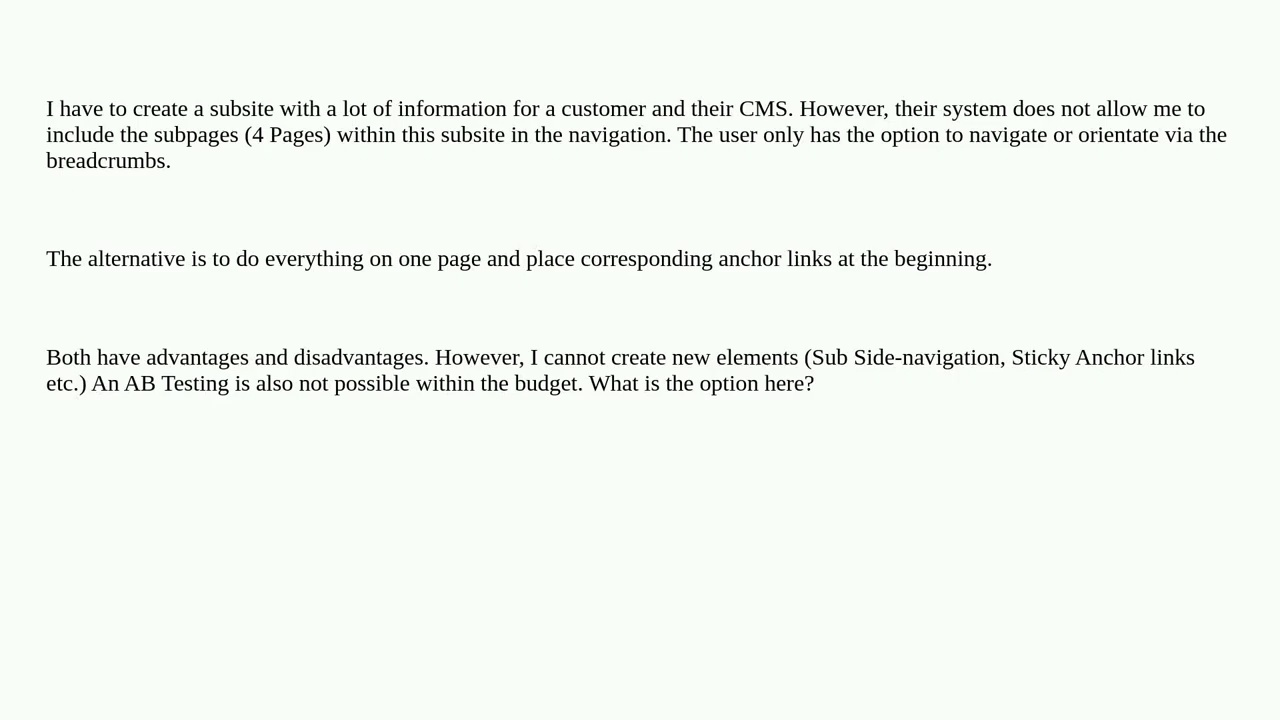 I have to create a subsite with a lot of information for a customer and their CMS. However, their system does not allow me to
include the subpages (4 Pages) within this subsite in the navigation. The user only has the option to navigate or orientate via the
breadcrumbs.
The alternative is to do everything on one page and place corresponding anchor links at the beginning.
Both have advantages and disadvantages. However, I cannot create new elements (Sub Side-navigation, Sticky Anchor links
etc.) An AB Testing is also not possible within the budget. What is the option here?